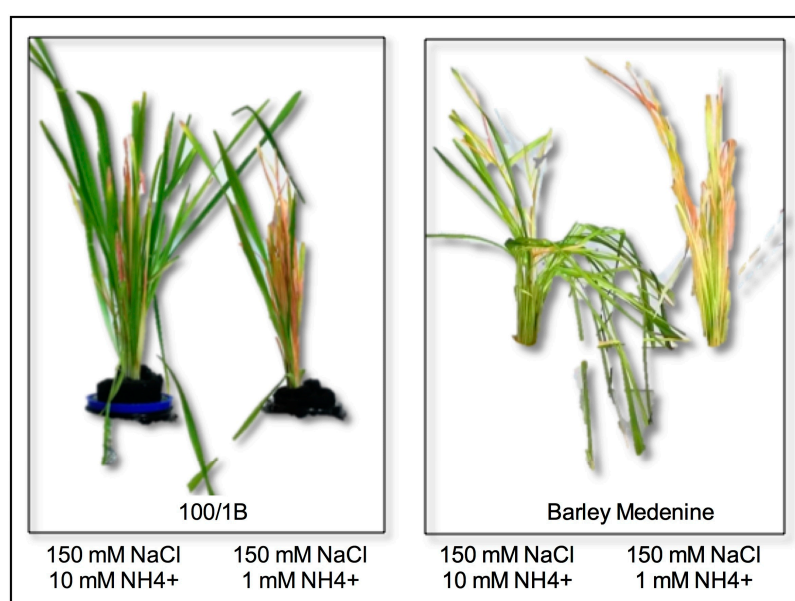 100/1B
Barley Medenine
150 mM NaCl
10 mM NH4+
150 mM NaCl
1 mM NH4+
150 mM NaCl
10 mM NH4+
150 mM NaCl
1 mM NH4+